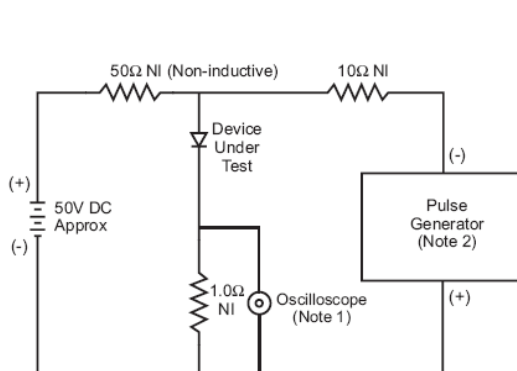 50Ω NI (Non-inductive)
10Ω NI
Device
Under
Test
(-)
(+)
50V DC
Approx
(-)
Pulse
Generator
(Note 2)
1.0Ω
NI
Oscilloscope
(Note 1)
(+)